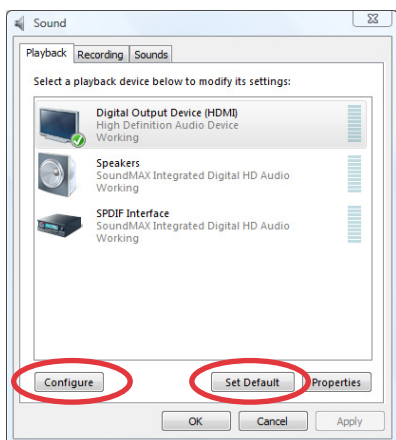 Sound
Playback Recording Sounds
Select a playback device below to modify its settings:
Digital Output Device (HDMI)
High Definition Audio Device
Working
Speakers
SoundMAX Integrated Digital HD Audio
Working
SPDIF Interface
SoundMAX Integrated Digital HD Audio
Working
Configure Set Default Properties
OK Cancel Apply